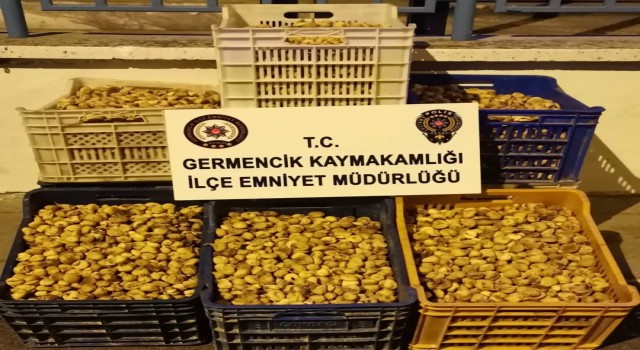 T.C.
GERMENCİK KAYMAKAMLIĞI
İLÇE EMNİYET MÜDÜRLÜĞÜ